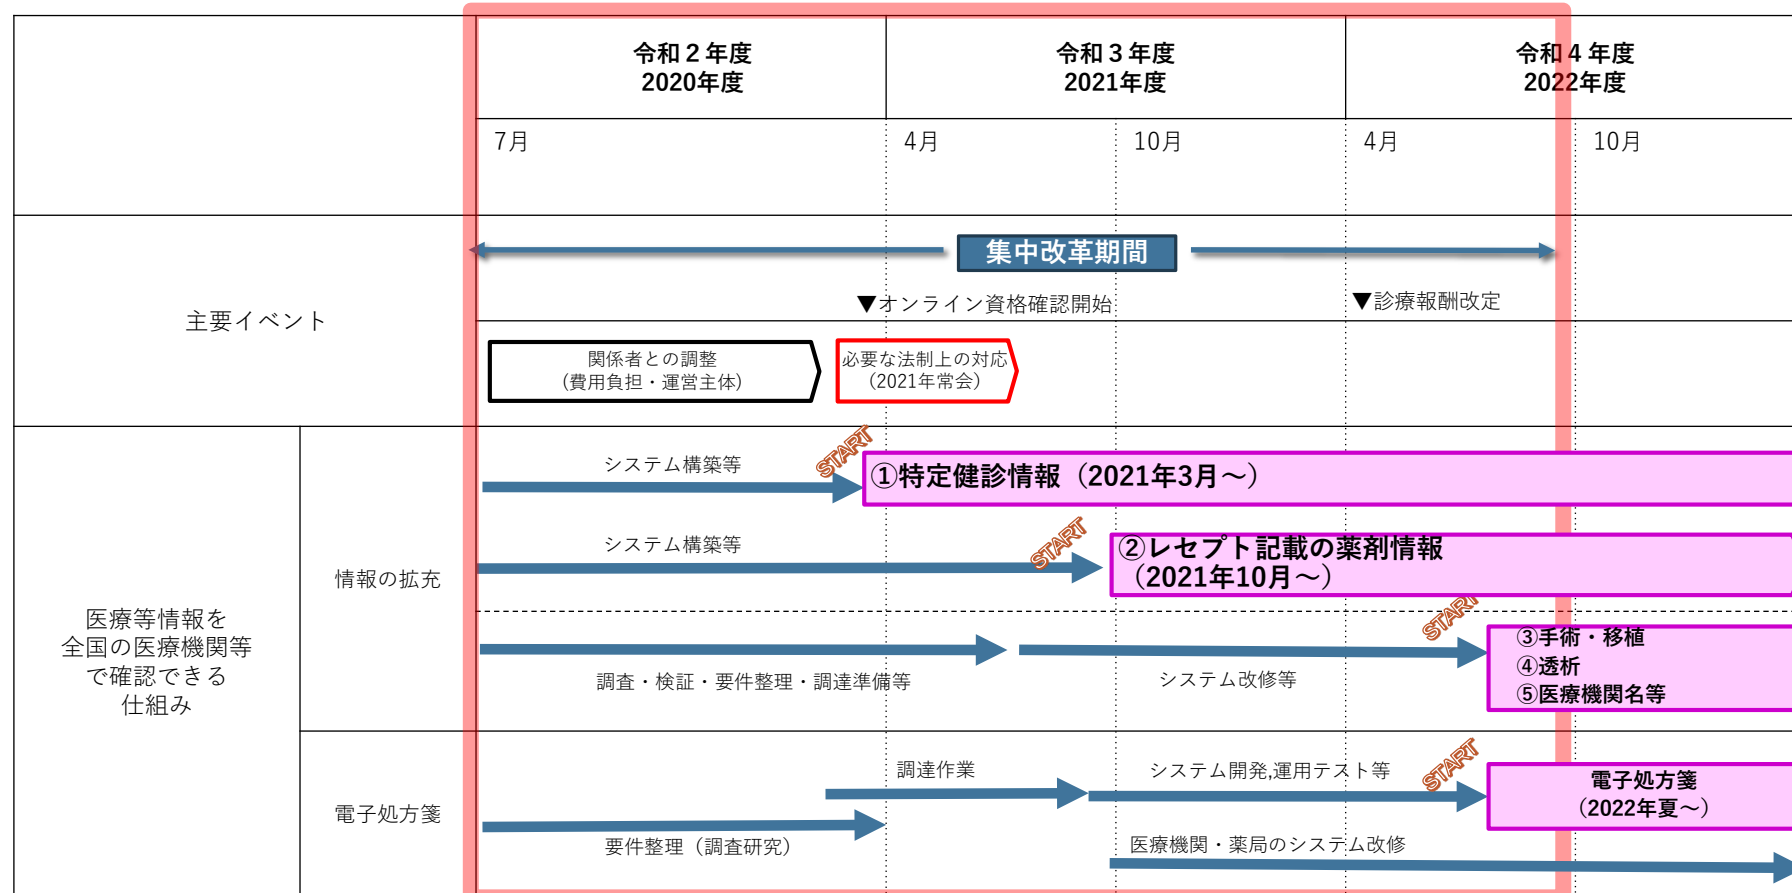 令和２年度
2020年度
令和３年度
2021年度
令和４年度
2022年度
7月
4月
10月
4月
10月
主要イベント
集中改革期間
▼オンライン資格確認開始
▼診療報酬改定
関係者との調整
(費用負担・運営主体)
必要な法制上の対応
(2021年常会)
医療等情報を
全国の医療機関等
で確認できる
仕組み
情報の拡充
システム構築等
START
①特定健診情報（2021年3月～）
システム構築等
START
②レセプト記載の薬剤情報
（2021年10月～）
調査・検証・要件整理・調達準備等
システム改修等
START
③手術・移植
④透析
⑤医療機関名等
電子処方箋
要件整理（調査研究）
調達作業
システム開発,運用テスト等
START
電子処方箋
（2022年夏～）
医療機関・薬局のシステム改修